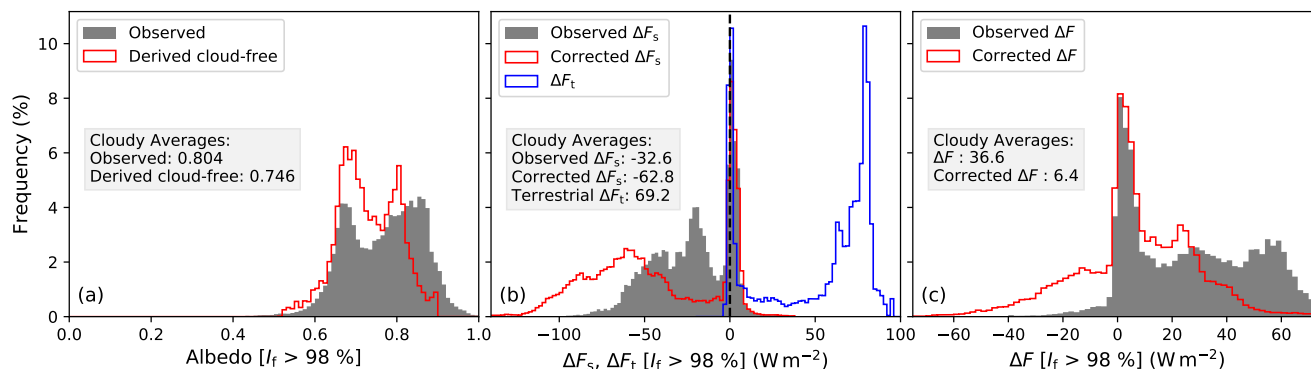 Frequency (%)
10
8
6
4
2
0
Observed
Derived cloud-free
Cloudy Averages:
Observed: 0.804
Derived cloud-free: 0.746
(a)
0.0 0.2 0.4 0.6 0.8 1.0
Albedo [I_f > 98 %]
Observed ΔF_s
Corrected ΔF_s
ΔF_t
Cloudy Averages:
Observed ΔF_s: -32.6
Corrected ΔF_s: -62.8
Terrestrial ΔF_t: 69.2
(b)
−100 −50 0 50 100
ΔF_s, ΔF_t [I_f > 98 %] (W m⁻²)
Observed ΔF
Corrected ΔF
Cloudy Averages:
ΔF : 36.6
Corrected ΔF : 6.4
(c)
−60 −40 −20 0 20 40 60
ΔF [I_f > 98 %] (W m⁻²)